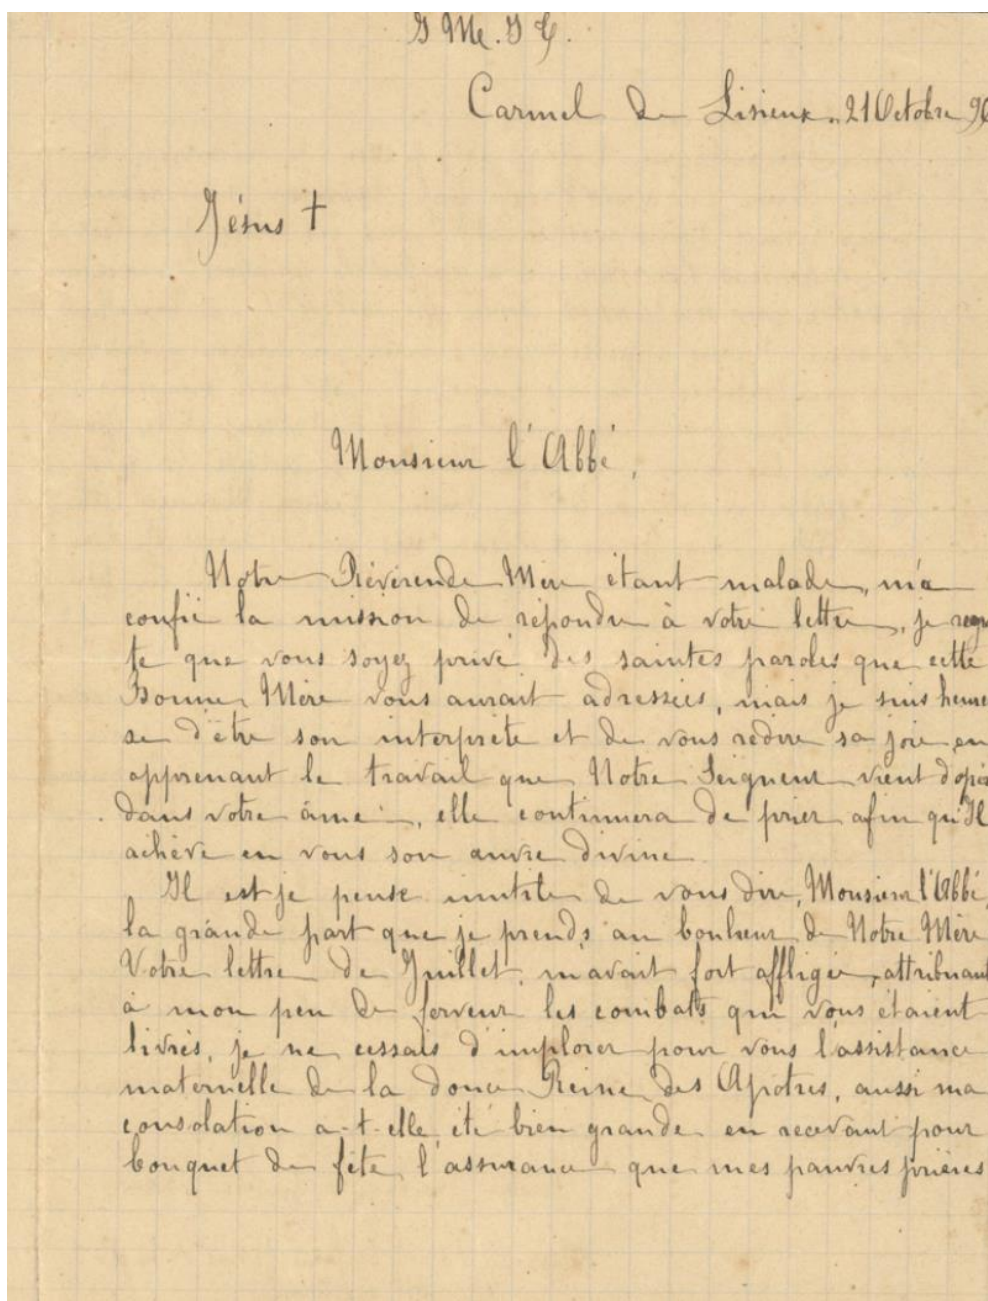 J. M. J. T.
Carmel de Lisieux. 21 Octobre 96
Jésus +
Monsieur l'Abbé,
Notre Révérende Mère étant malade, m'a
confié la mission de répondre à votre lettre, je regre
te que vous soyez privé des saintes paroles que cette
Bonne Mère vous aurait adressées, mais je suis heureu
se d'être son interprète et de vous redire sa joie en
apprenant le travail que Notre Seigneur vient d'opér
dans votre âme, elle continuera de prier afin qu'Il
achève en vous son œuvre divine.
Il est je pense inutile de vous dire, Monsieur l'Abbé,
la grande part que je prends au bonheur de Notre Mère
Votre lettre de Juillet m'avait fort affligée, attribuant
à mon peu de ferveur les combats qui vous étaient
livrés, je ne cessais d'implorer pour vous l'assistance
maternelle de la douce Reine des Apôtres, aussi ma
consolation a-t-elle été bien grande en recevant pour
bouquet de fête l'assurance que mes pauvres prières